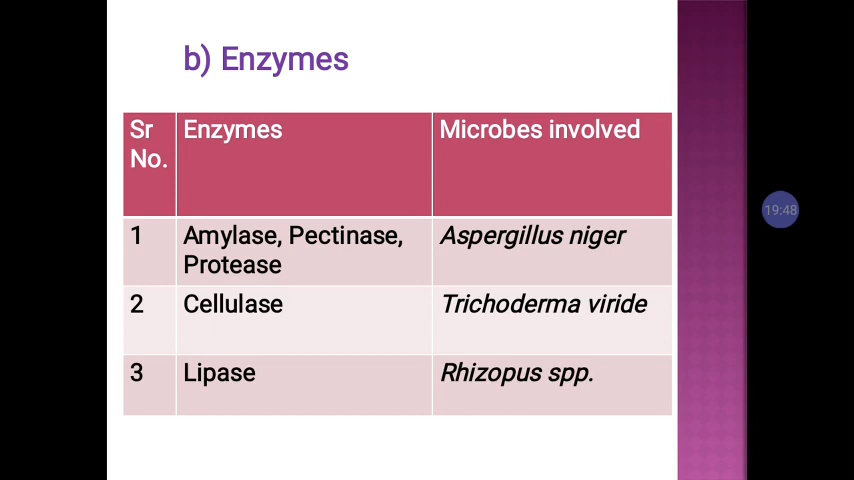 b) Enzymes
Sr No. Enzymes Microbes involved
1 Amylase, Pectinase, Protease Aspergillus niger
2 Cellulase Trichoderma viride
3 Lipase Rhizopus spp.
19:48